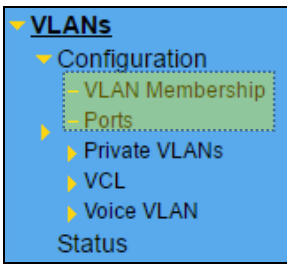 VLANs
Configuration
VLAN Membership
Ports
Private VLANs
VCL
Voice VLAN
Status